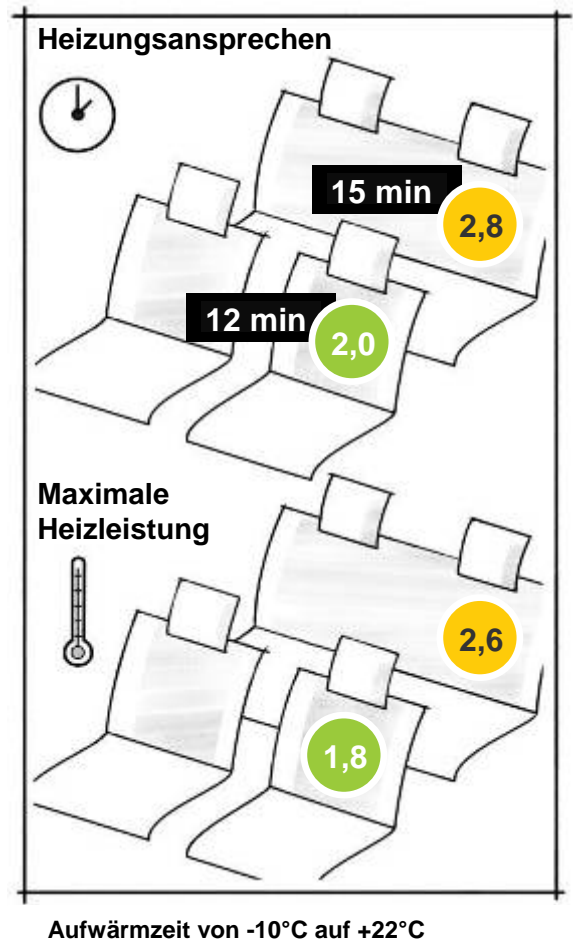 Heizungsansprechen
15 min
2,8
12 min
2,0
Maximale
Heizleistung
2,6
1,8
Aufwärmzeit von -10°C auf +22°C